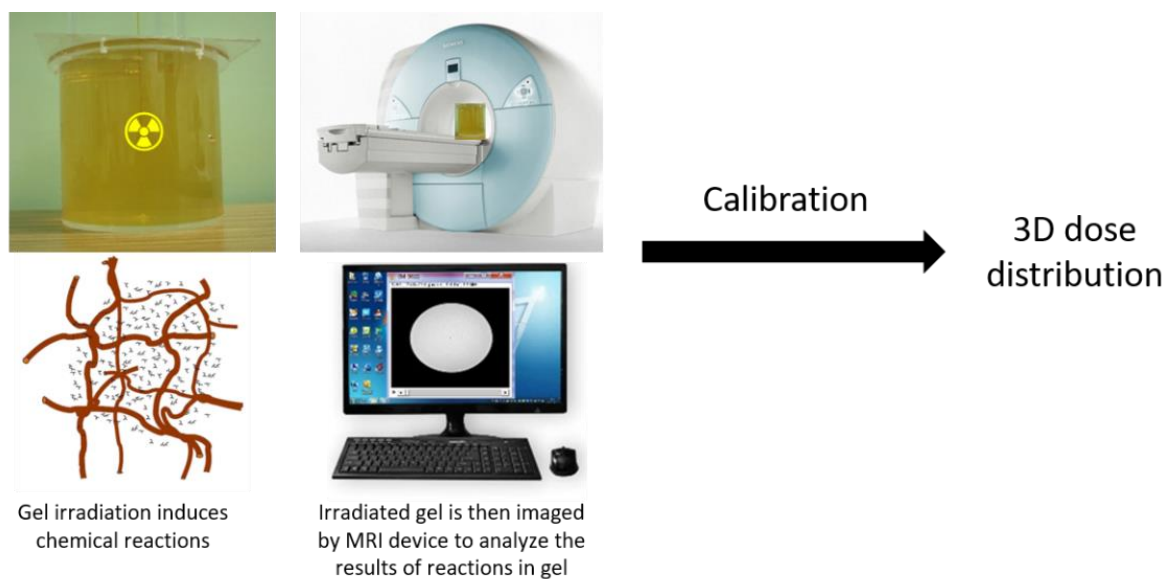 Calibration
3D dose
distribution
Gel irradiation induces
chemical reactions
Irradiated gel is then imaged
by MRI device to analyze the
results of reactions in gel